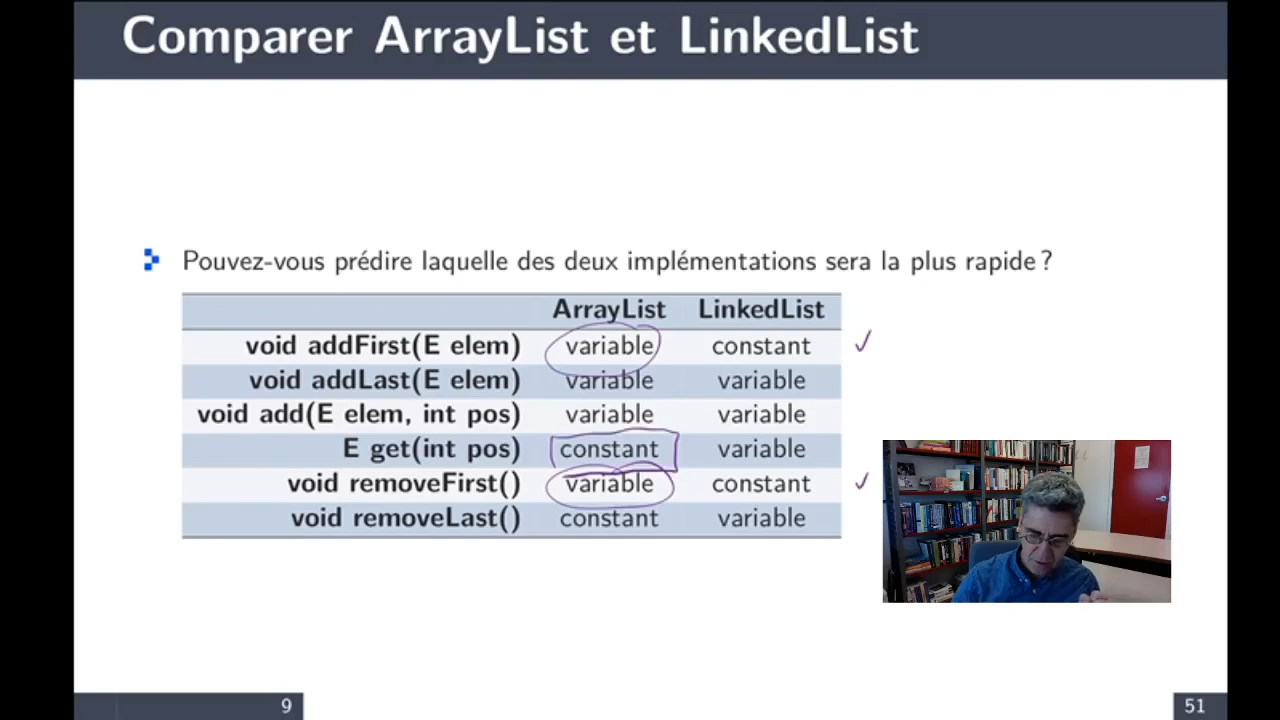 Comparer ArrayList et LinkedList
Pouvez-vous prédire laquelle des deux implémentations sera la plus rapide ?
ArrayList LinkedList
void addFirst(E elem) variable constant
void addLast(E elem) variable variable
void add(E elem, int pos) variable variable
E get(int pos) constant variable
void removeFirst() variable constant
void removeLast() constant variable
9 51